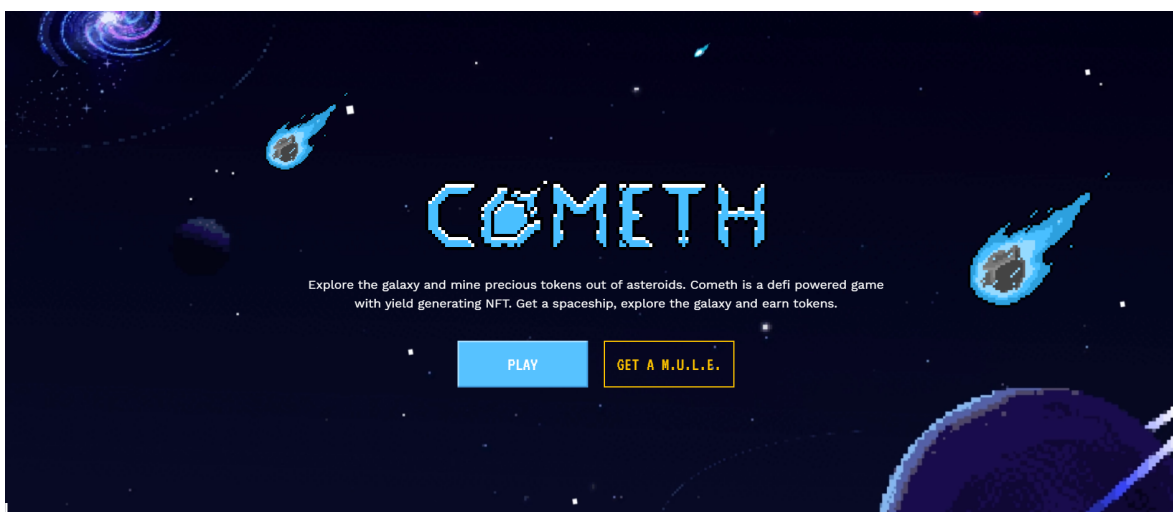 COMETH
Explore the galaxy and mine precious tokens out of asteroids. Cometh is a defi powered game
with yield generating NFT. Get a spaceship, explore the galaxy and earn tokens.
PLAY
GET A M.U.L.E.